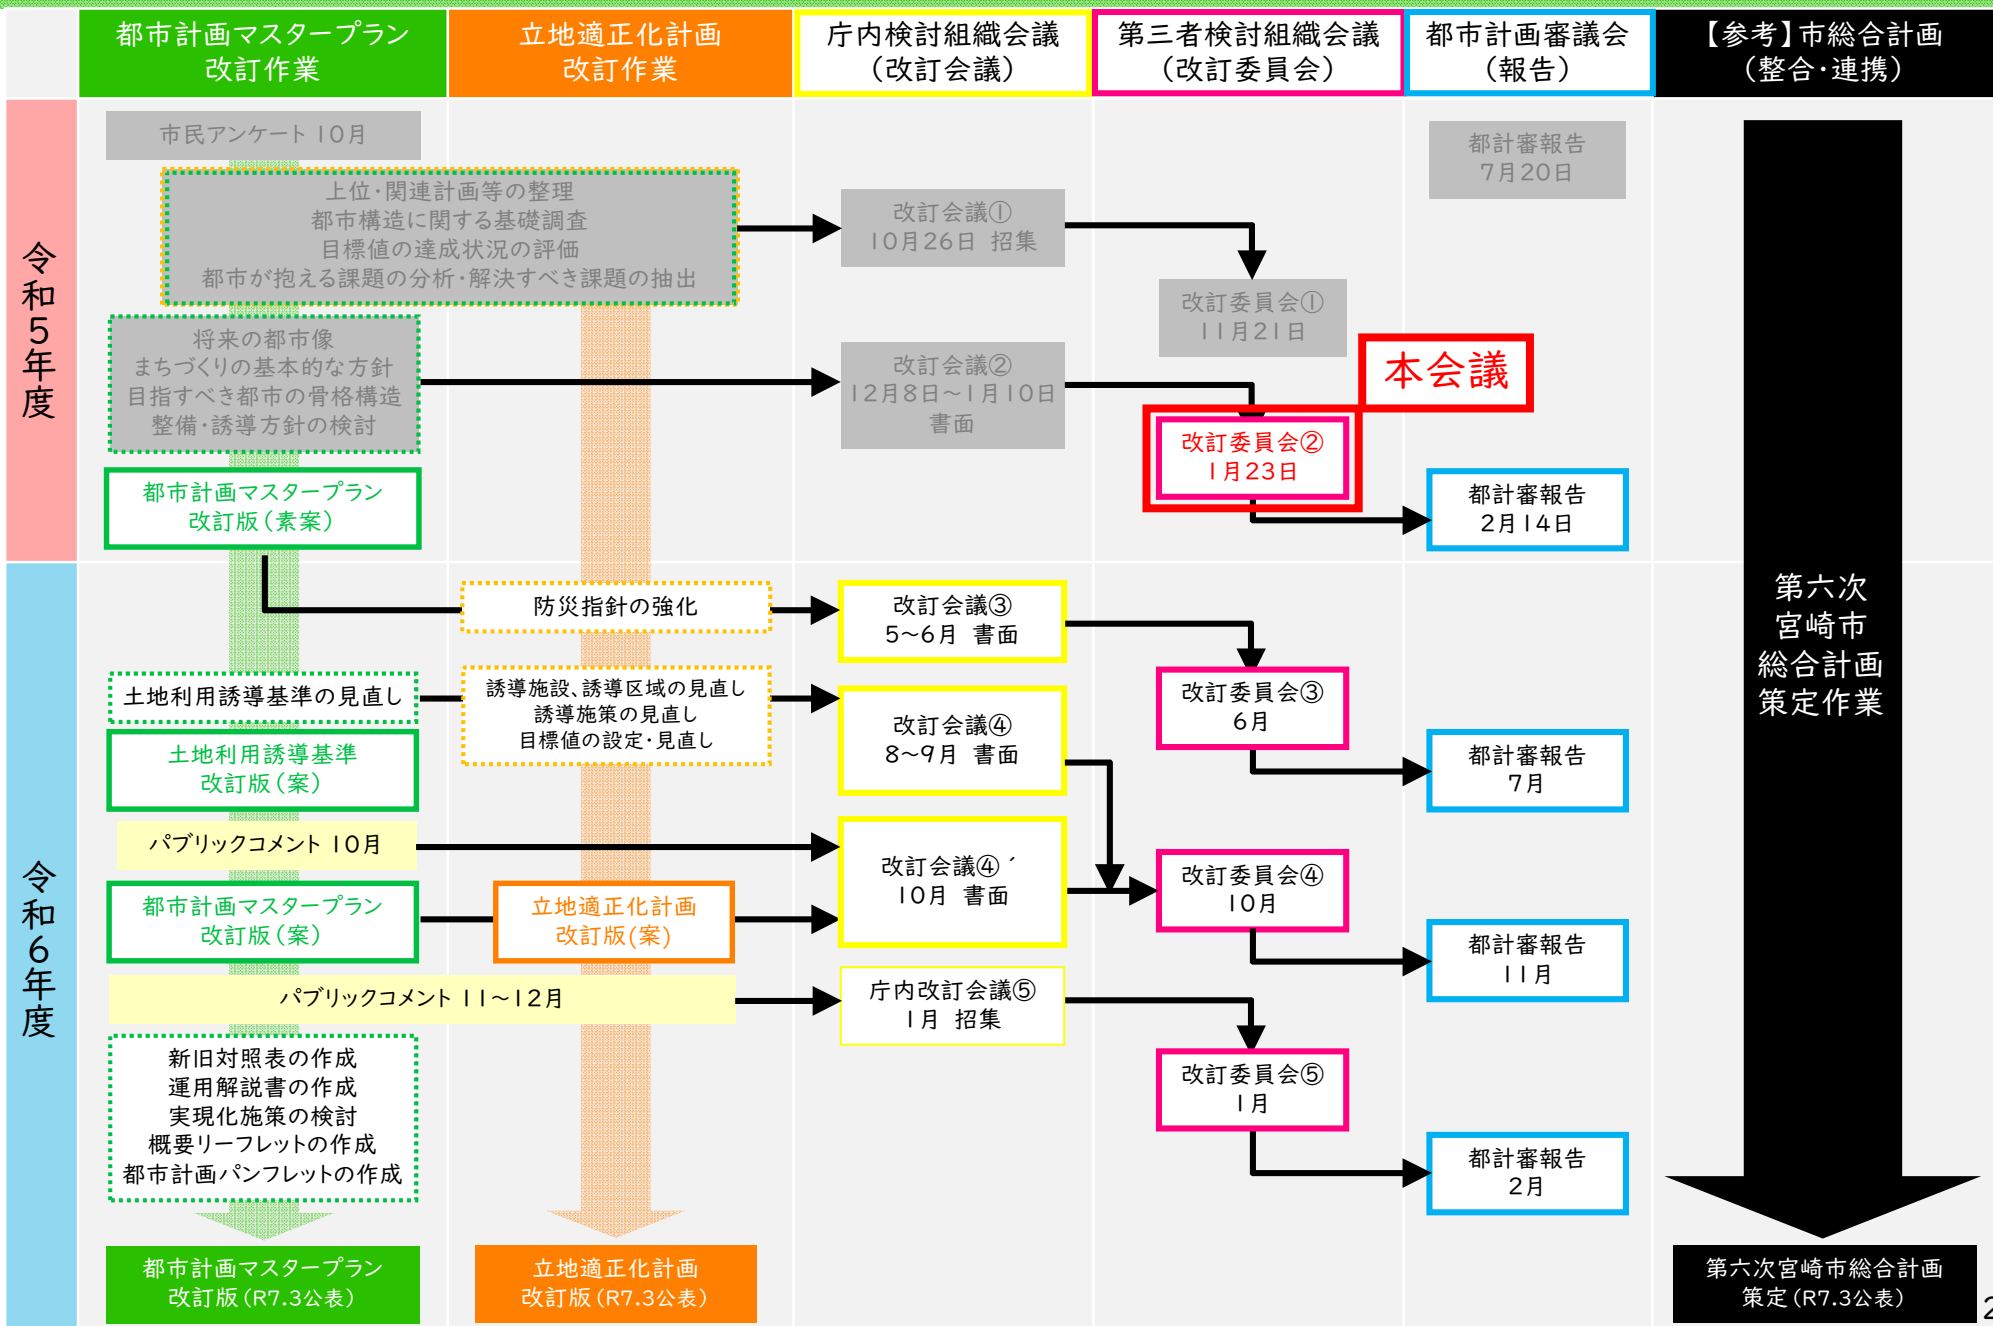 都市計画マスタープラン
改訂作業
立地適正化計画
改訂作業
庁内検討組織会議
（改訂会議）
第三者検討組織会議
（改訂委員会）
都市計画審議会
（報告）
【参考】市総合計画
（整合・連携）
令和5年度
市民アンケート 10月
上位・関連計画等の整理
都市構造に関する基礎調査
目標値の達成状況の評価
都市が抱える課題の分析・解決すべき課題の抽出
改訂会議①
10月26日 招集
改訂委員会①
11月21日
都計審報告
7月20日
将来の都市像
まちづくりの基本的な方針
目指すべき都市の骨格構造
整備・誘導方針の検討
改訂会議②
12月8日～1月10日
書面
本会議
改訂委員会②
1月23日
都計審報告
2月14日
都市計画マスタープラン
改訂版（素案）
令和6年度
防災指針の強化
改訂会議③
5～6月 書面
改訂委員会③
6月
都計審報告
7月
土地利用誘導基準の見直し
誘導施設、誘導区域の見直し
誘導施策の見直し
目標値の設定・見直し
改訂会議④
8～9月 書面
土地利用誘導基準
改訂版（案）
パブリックコメント 10月
改訂会議④´
10月 書面
改訂委員会④
10月
都計審報告
11月
都市計画マスタープラン
改訂版（案）
立地適正化計画
改訂版(案)
パブリックコメント 11～12月
庁内改訂会議⑤
1月 招集
改訂委員会⑤
1月
都計審報告
2月
新旧対照表の作成
運用解説書の作成
実現化施策の検討
概要リーフレットの作成
都市計画パンフレットの作成
第六次
宮崎市
総合計画
策定作業
都市計画マスタープラン
改訂版（R7.3公表）
立地適正化計画
改訂版（R7.3公表）
第六次宮崎市総合計画
策定（R7.3公表）
2